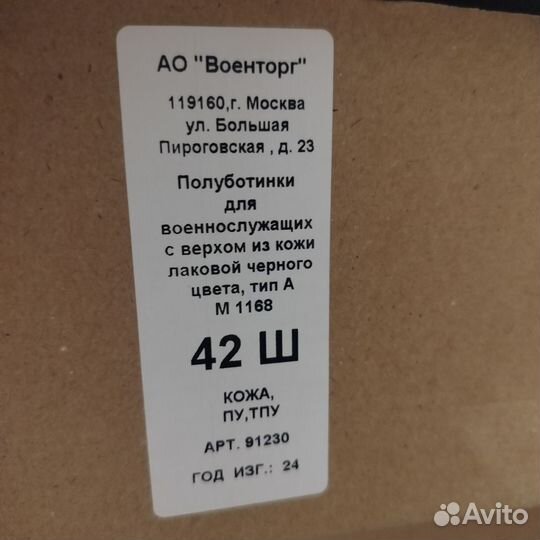 АО "Военторг"
119160,г. Москва
ул. Большая
Пироговская , д. 23
Полуботинки
для
военнослужащих
с верхом из кожи
лаковой черного
цвета, тип А
М 1168
42 Ш
КОЖА,
ПУ,ТПУ
АРТ. 91230
ГОД ИЗГ.: 24
Avito